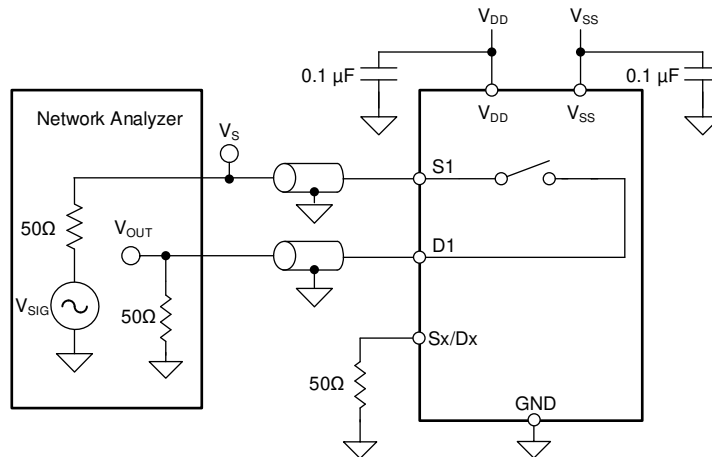 V_DD
V_SS
0.1 µF
0.1 µF
V_DD
V_SS
Network Analyzer
V_S
S1
50Ω
V_OUT
D1
V_SIG
50Ω
Sx/Dx
50Ω
GND